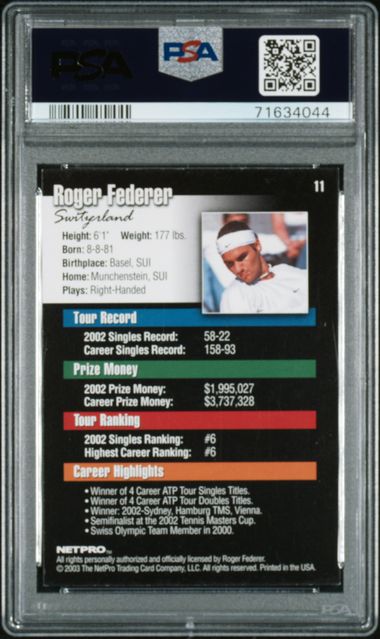 PSA
PSA
71634044
11
Roger Federer
Switzerland
Height: 6'1" Weight: 177 lbs.
Born: 8-8-81
Birthplace: Basel, SUI
Home: Munchenstein, SUI
Plays: Right-Handed
Tour Record
2002 Singles Record: 58-22
Career Singles Record: 158-93
Prize Money
2002 Prize Money: $1,995,027
Career Prize Money: $3,737,328
Tour Ranking
2002 Singles Ranking: #6
Highest Career Ranking: #6
Career Highlights
• Winner of 4 Career ATP Tour Singles Titles.
• Winner of 4 Career ATP Tour Doubles Titles.
• Winner: 2002-Sydney, Hamburg TMS, Vienna.
• Semifinalist at the 2002 Tennis Masters Cup.
• Swiss Olympic Team Member in 2000.
NETPRO™
All rights personally authorized and officially licensed by Roger Federer.
© 2003 The NetPro Trading Card Company, LLC. All rights reserved. Printed in the USA.